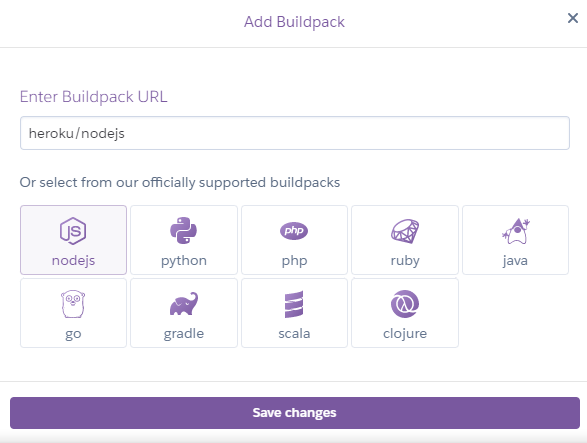 Add Buildpack
×
Enter Buildpack URL
heroku/nodejs
Or select from our officially supported buildpacks
JS
nodejs
python
php
php
ruby
java
go
gradle
scala
clojure
Save changes